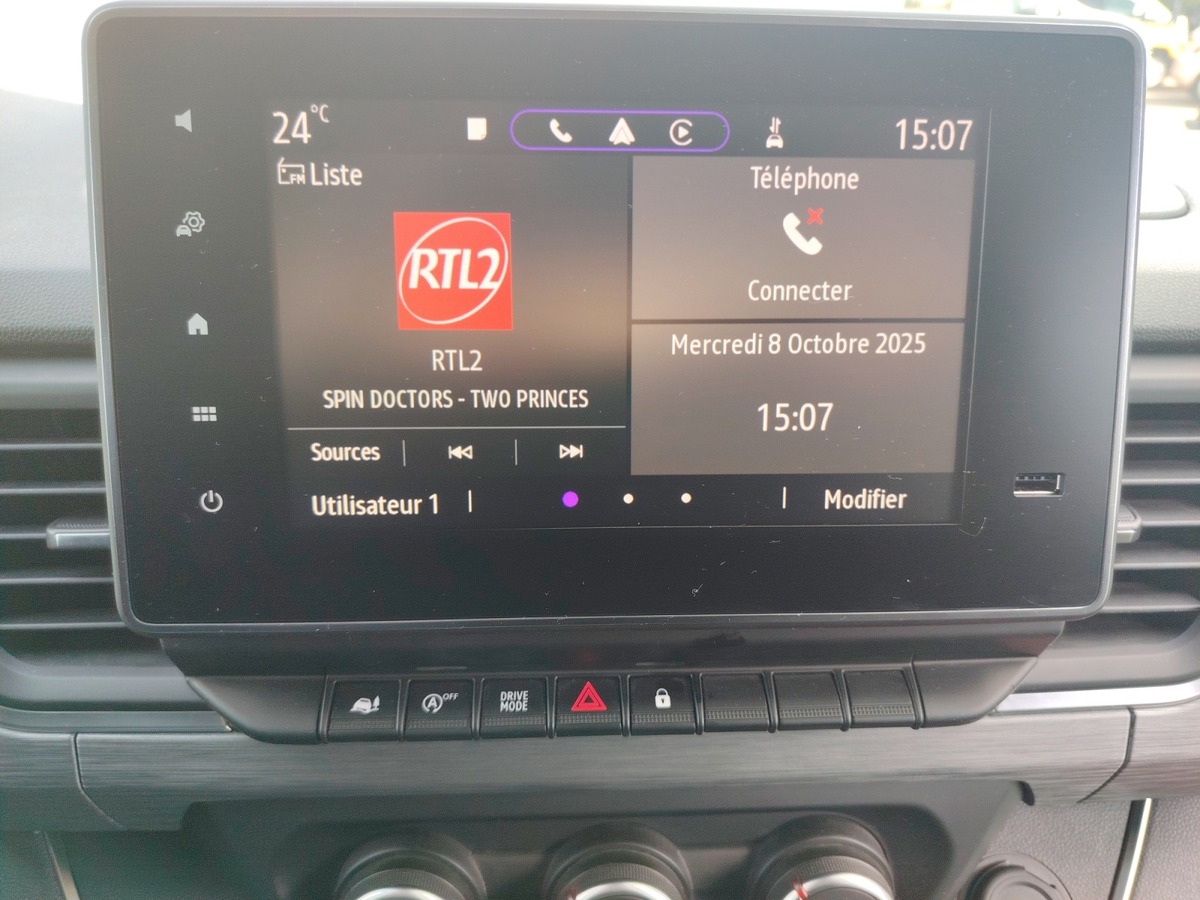 24°C
15:07
FM Liste
Téléphone
RTL2
Connecter
RTL2
SPIN DOCTORS - TWO PRINCES
Mercredi 8 Octobre 2025
15:07
Sources
Utilisateur 1
Modifier
A OFF
DRIVE
MODE